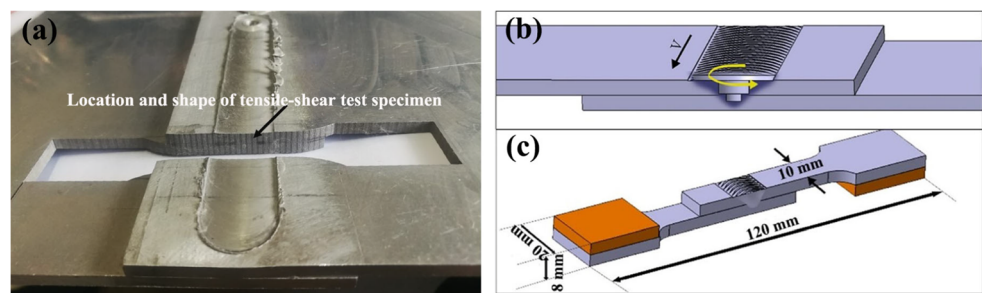 (a)
Location and shape of tensile-shear test specimen
(b)
V
(c)
10 mm
120 mm
20 mm
8 mm